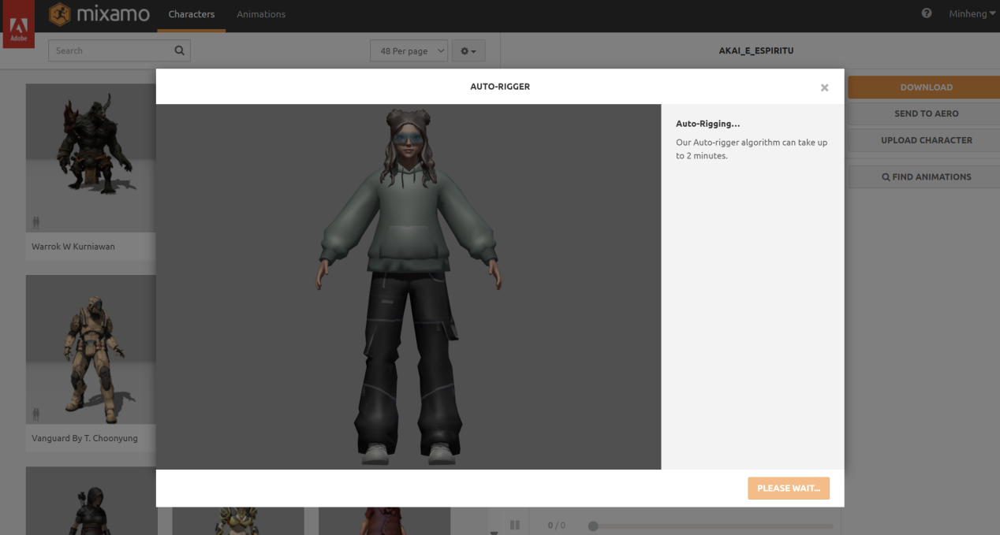 Adobe
mixamo
Characters
Animations
Minheng
Search
48 Per page
AKAI_E_ESPIRITU
AUTO-RIGGER
DOWNLOAD
SEND TO AERO
UPLOAD CHARACTER
FIND ANIMATIONS
Auto-Rigging...
Our Auto-rigger algorithm can take up
to 2 minutes.
Warrok W Kurniawan
Vanguard By T. Choonyung
PLEASE WAIT...
0 / 0